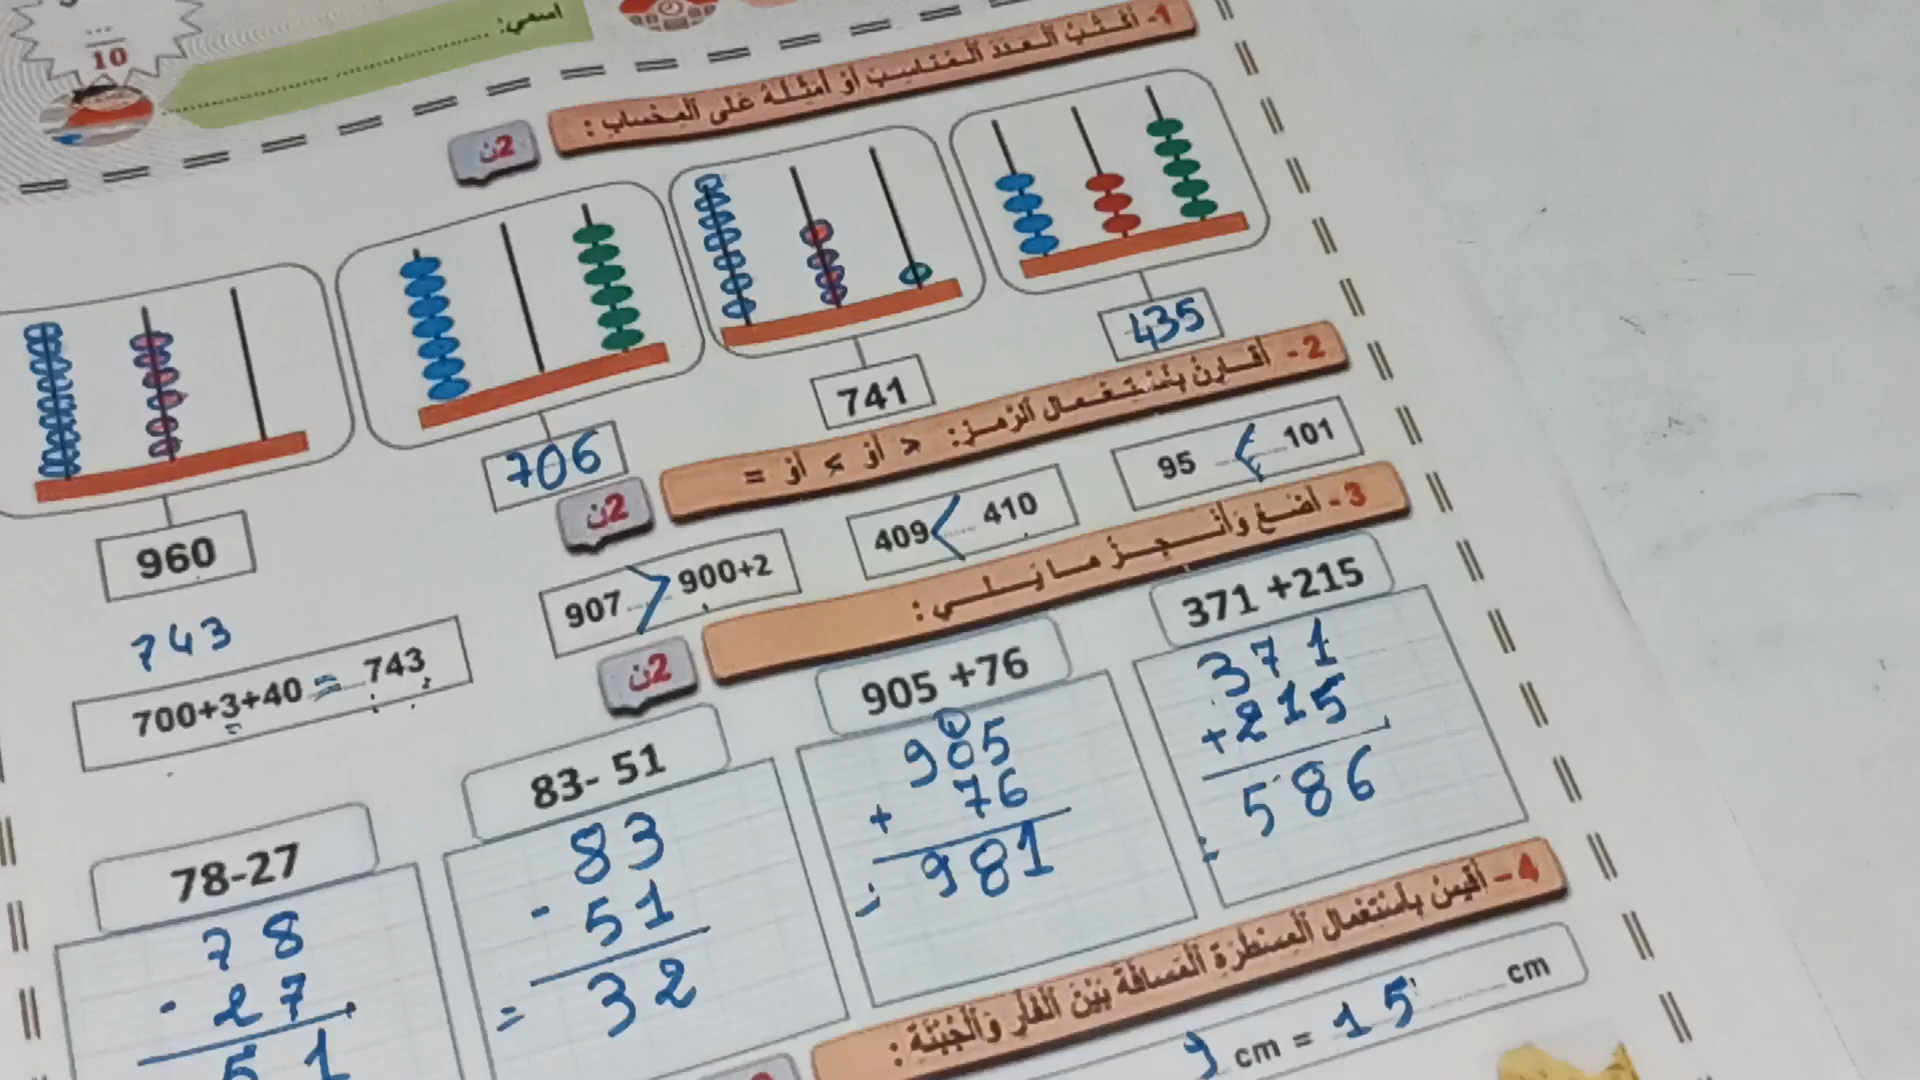 ...
10
اسمي: ..............................
1- أكتب العدد المناسب أو أمثله على المحساب :
2ن
435
741
706
960
2- أقارن باستعمال الرمز: > أو < أو =
2ن
95 < 101
409 < 410
907 > 900+2
743
700+3+40 = 743
3- أضع وأنجز ما يلي :
2ن
371 +215
371
+ 215
586
905 +76
1
905
+ 76
= 981
83- 51
83
- 51
= 32
78-27
78
- 27
51
4- أقيس باستعمال المسطرة المسافة بين الفأر والجبنة :
cm = 15 cm